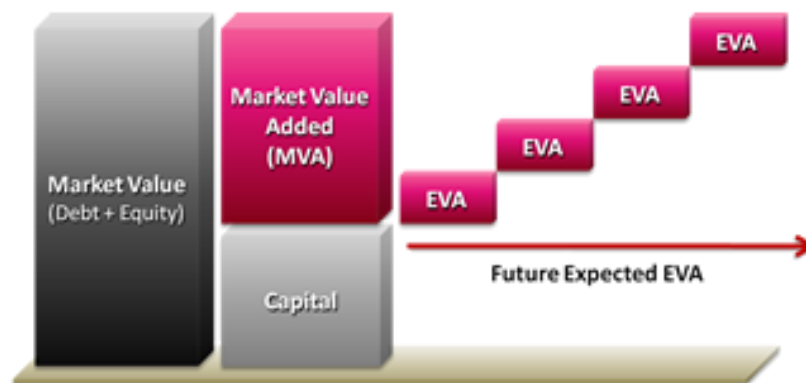 Market Value
(Debt + Equity)
Market Value
Added
(MVA)
Capital
EVA
EVA
EVA
EVA
Future Expected EVA